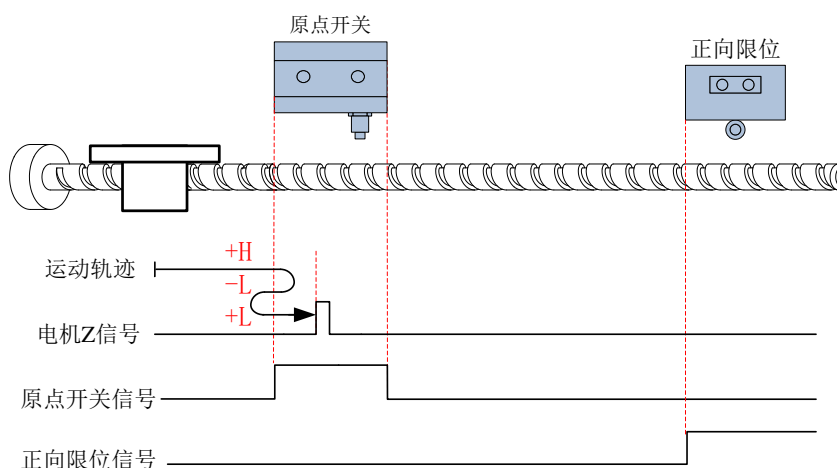 原点开关
正向限位
运动轨迹
+H
-L
+L
电机Z信号
原点开关信号
正向限位信号